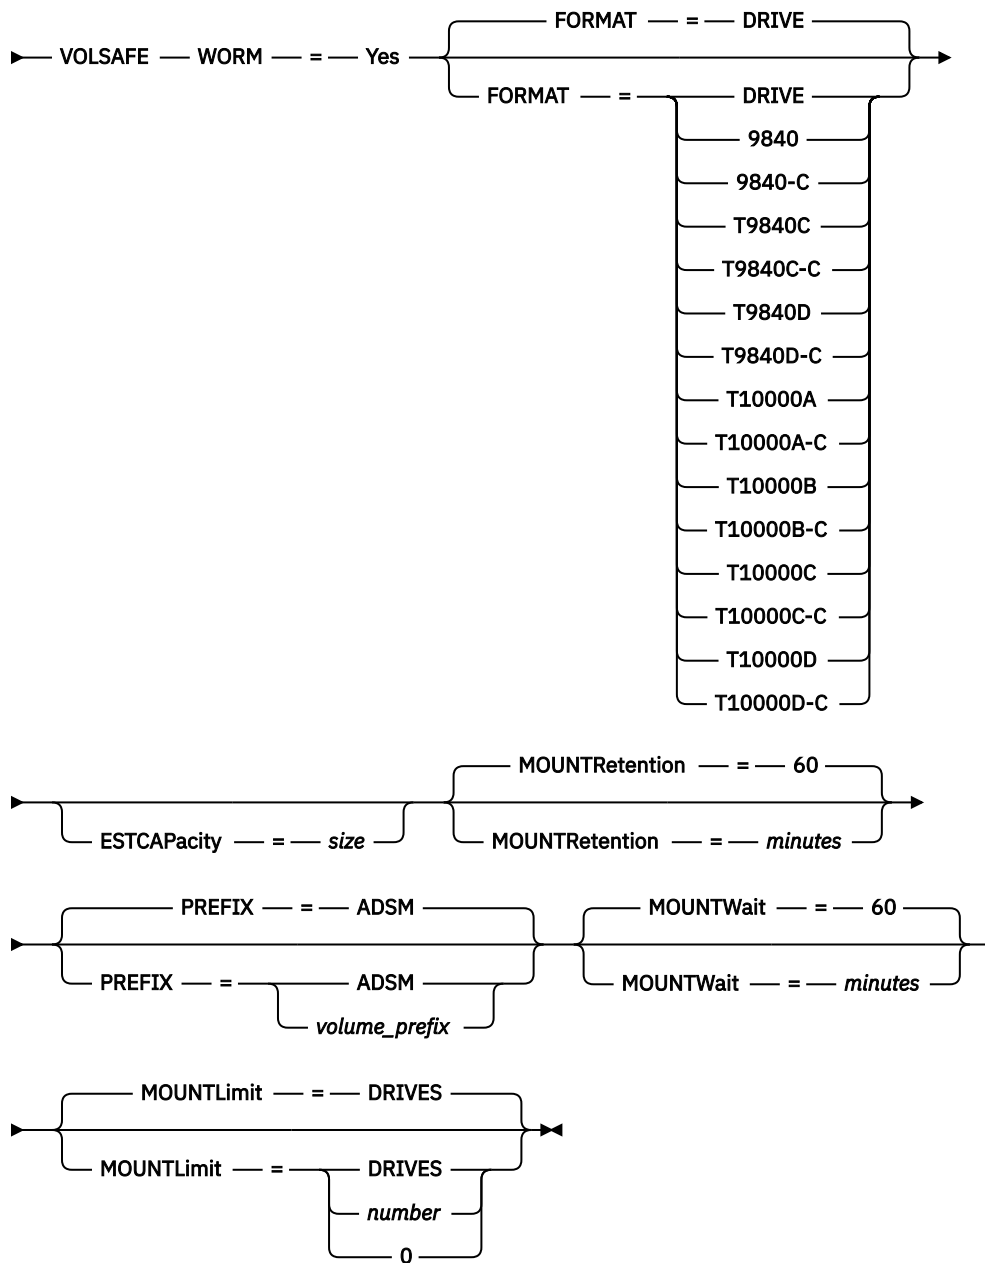 FORMAT = DRIVE
VOLSAFE WORM = Yes
FORMAT = DRIVE
9840
9840-C
T9840C
T9840C-C
T9840D
T9840D-C
T10000A
T10000A-C
T10000B
T10000B-C
T10000C
T10000C-C
T10000D
T10000D-C
MOUNTRetention = 60
ESTCAPacity = size MOUNTRetention = minutes
PREFIX = ADSM MOUNTWait = 60
PREFIX = ADSM MOUNTWait = minutes
volume_prefix
MOUNTLimit = DRIVES
MOUNTLimit = DRIVES
number
0